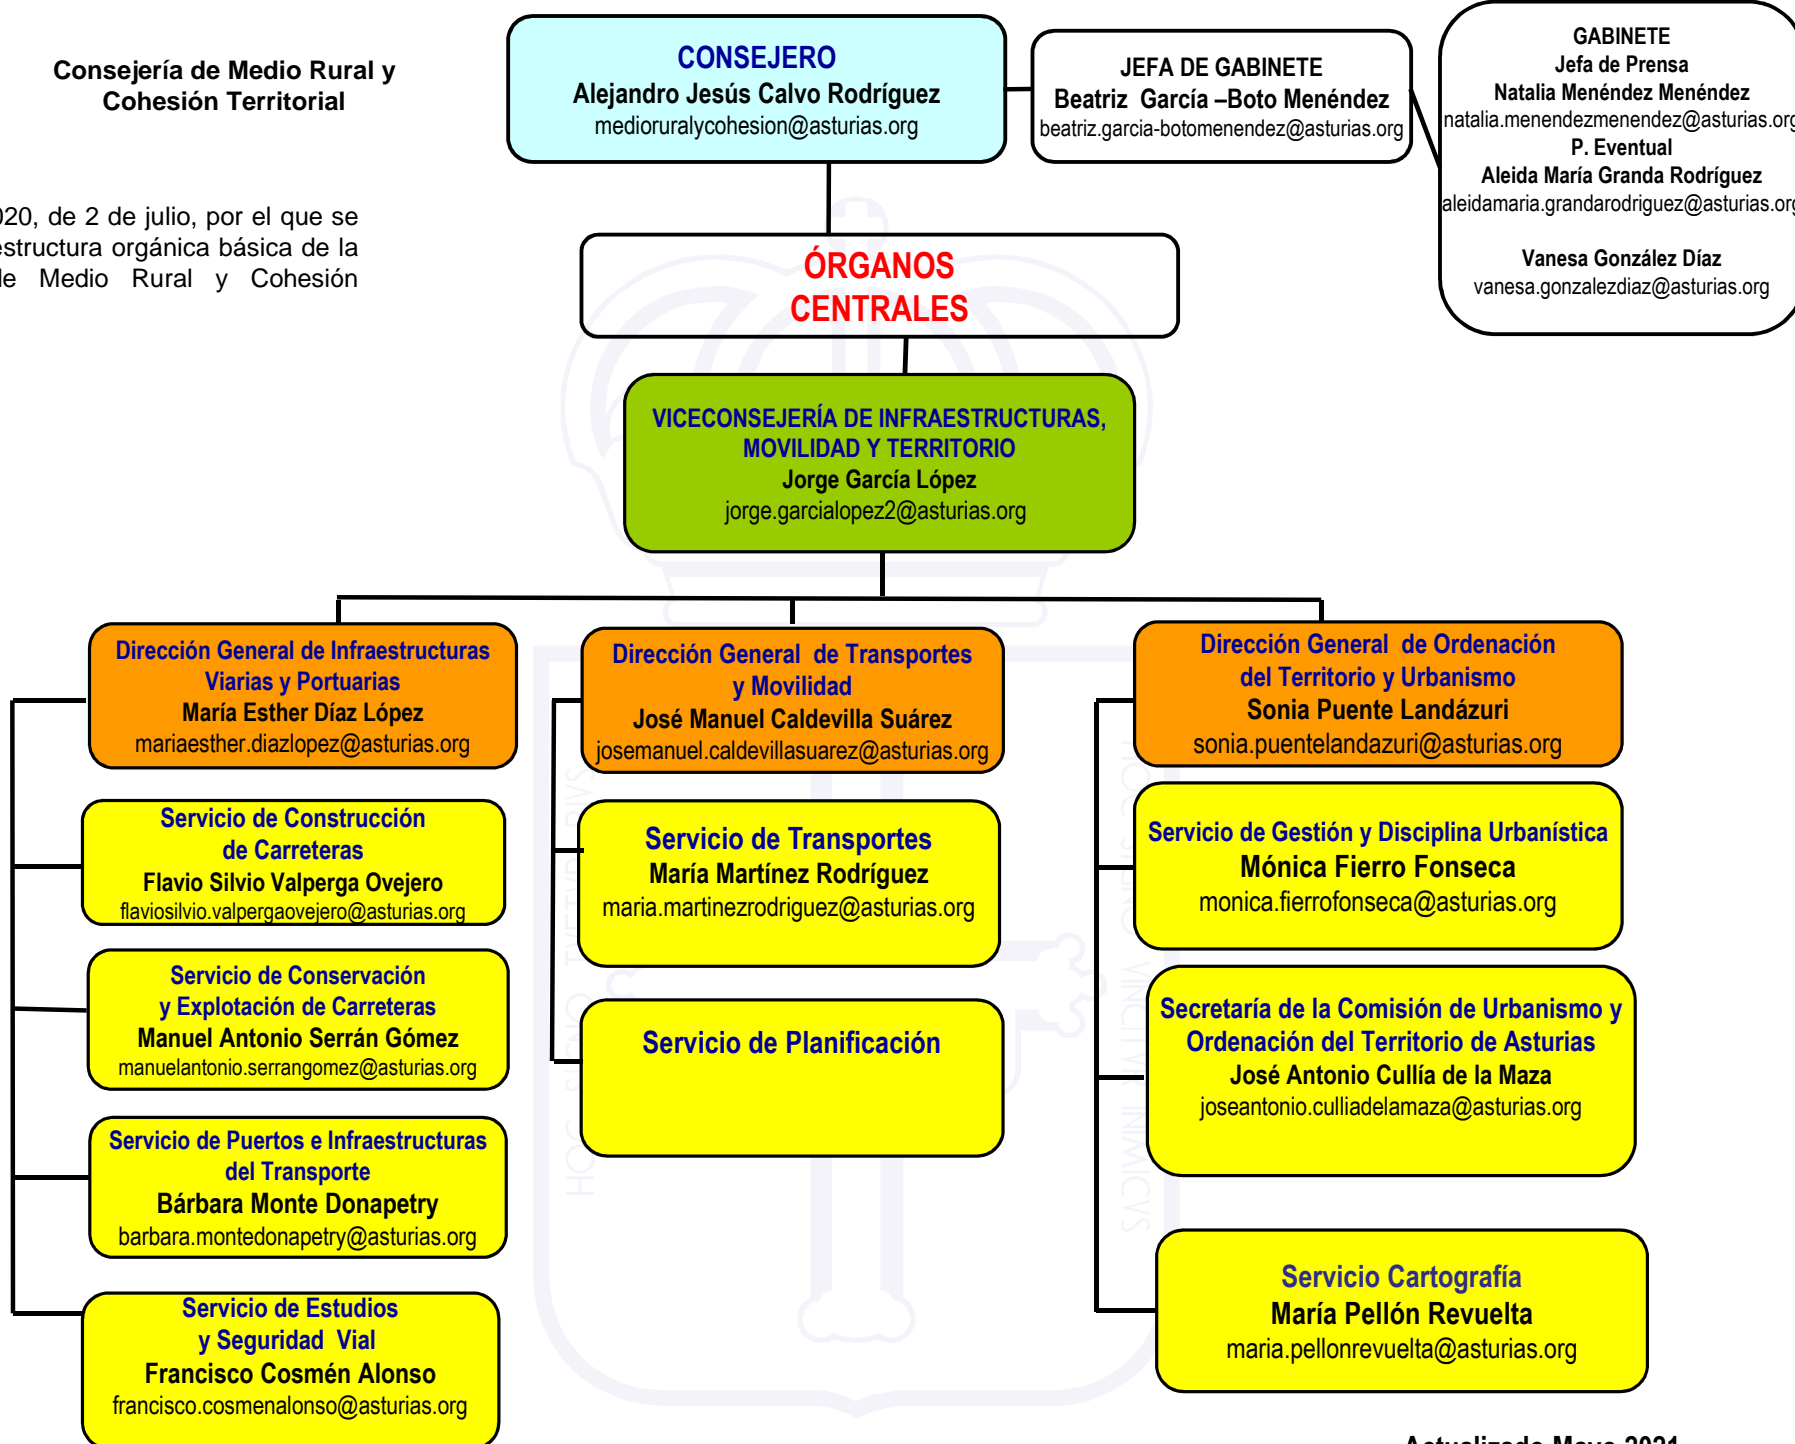 Consejería de Medio Rural y
Cohesión Territorial
020, de 2 de julio, por el que se
estructura orgánica básica de la
de Medio Rural y Cohesión
CONSEJERO
Alejandro Jesús Calvo Rodríguez
medioruralycohesion@asturias.org
JEFA DE GABINETE
Beatriz García –Boto Menéndez
beatriz.garcia-botomenendez@asturias.org
GABINETE
Jefa de Prensa
Natalia Menéndez Menéndez
natalia.menendezmenendez@asturias.org
P. Eventual
Aleida María Granda Rodríguez
aleidamaria.grandarodriguez@asturias.org
Vanesa González Díaz
vanesa.gonzalezdiaz@asturias.org
ÓRGANOS
CENTRALES
VICECONSEJERÍA DE INFRAESTRUCTURAS,
MOVILIDAD Y TERRITORIO
Jorge García López
jorge.garcialopez2@asturias.org
Dirección General de Infraestructuras
Viarias y Portuarias
María Esther Díaz López
mariaesther.diazlopez@asturias.org
Servicio de Construcción
de Carreteras
Flavio Silvio Valperga Ovejero
flaviosilvio.valpergaovejero@asturias.org
Servicio de Conservación
y Explotación de Carreteras
Manuel Antonio Serrán Gómez
manuelantonio.serrangomez@asturias.org
Servicio de Puertos e Infraestructuras
del Transporte
Bárbara Monte Donapetry
barbara.montedonapetry@asturias.org
Servicio de Estudios
y Seguridad Vial
Francisco Cosmén Alonso
francisco.cosmenalonso@asturias.org
Dirección General de Transportes
y Movilidad
José Manuel Caldevilla Suárez
josemanuel.caldevillasuarez@asturias.org
Servicio de Transportes
María Martínez Rodríguez
maria.martinezrodriguez@asturias.org
Servicio de Planificación
Dirección General de Ordenación
del Territorio y Urbanismo
Sonia Puente Landázuri
sonia.puentelandazuri@asturias.org
Servicio de Gestión y Disciplina Urbanística
Mónica Fierro Fonseca
monica.fierrofonseca@asturias.org
Secretaría de la Comisión de Urbanismo y
Ordenación del Territorio de Asturias
José Antonio Cullía de la Maza
joseantonio.culliadelamaza@asturias.org
Servicio Cartografía
María Pellón Revuelta
maria.pellonrevuelta@asturias.org
HOC SIGNO TVETVR PIVS
HOC SIGNO VINCITVR INIMICVS
Actualizado Mayo 2021